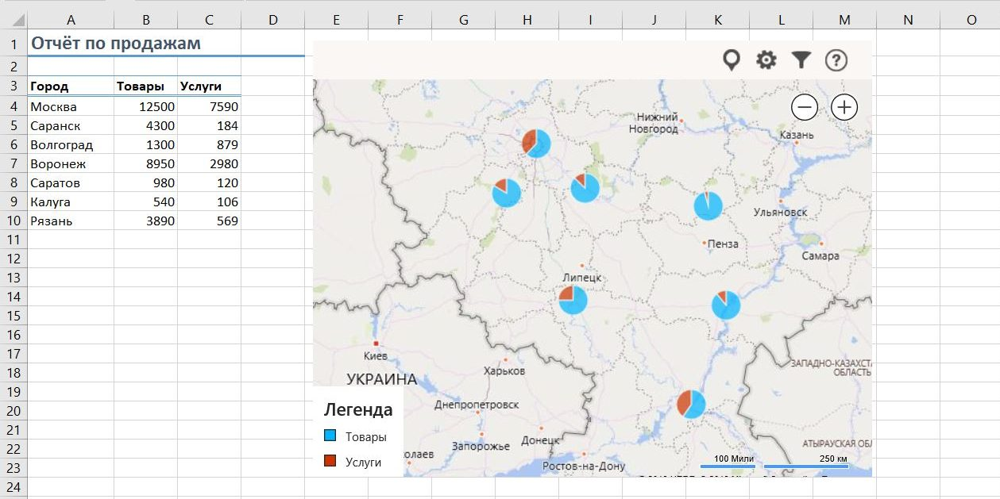 A B C D E F G H I J K L M N O
1 Отчёт по продажам
2
3 Город Товары Услуги
4 Москва 12500 7590
5 Саранск 4300 184
6 Волгоград 1300 879
7 Воронеж 8950 2980
8 Саратов 980 120
9 Калуга 540 106
10 Рязань 3890 569
11
12
13
14
15
16
17
18
19
20
21
22
23
24
?
Нижний
Новгород
Казань
Ульяновск
Пенза
Самара
Липецк
Киев
УКРАИНА
Харьков
ЗАПАДНО-КАЗАХСТА
ОБЛАСТЬ
Днепропетровск
Запорожье
Донецк
АТЫРАУСКАЯ ОБЛ
олаев
Ростов-на-Дону
Легенда
Товары
Услуги
100 Мили 250 км